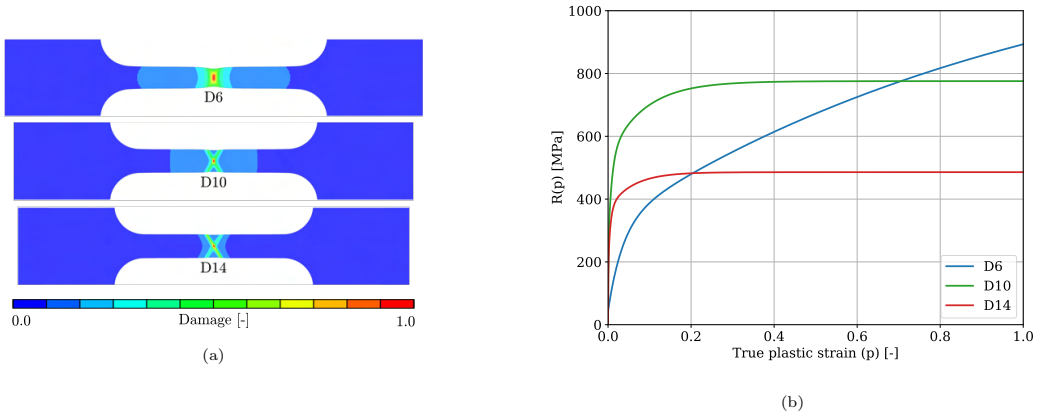 D6
D10
D14
0.0
Damage [-]
1.0
(a)
1000
800
600
400
200
0
R(p) [MPa]
0.0
0.2
0.4
0.6
0.8
1.0
True plastic strain (p) [-]
D6
D10
D14
(b)